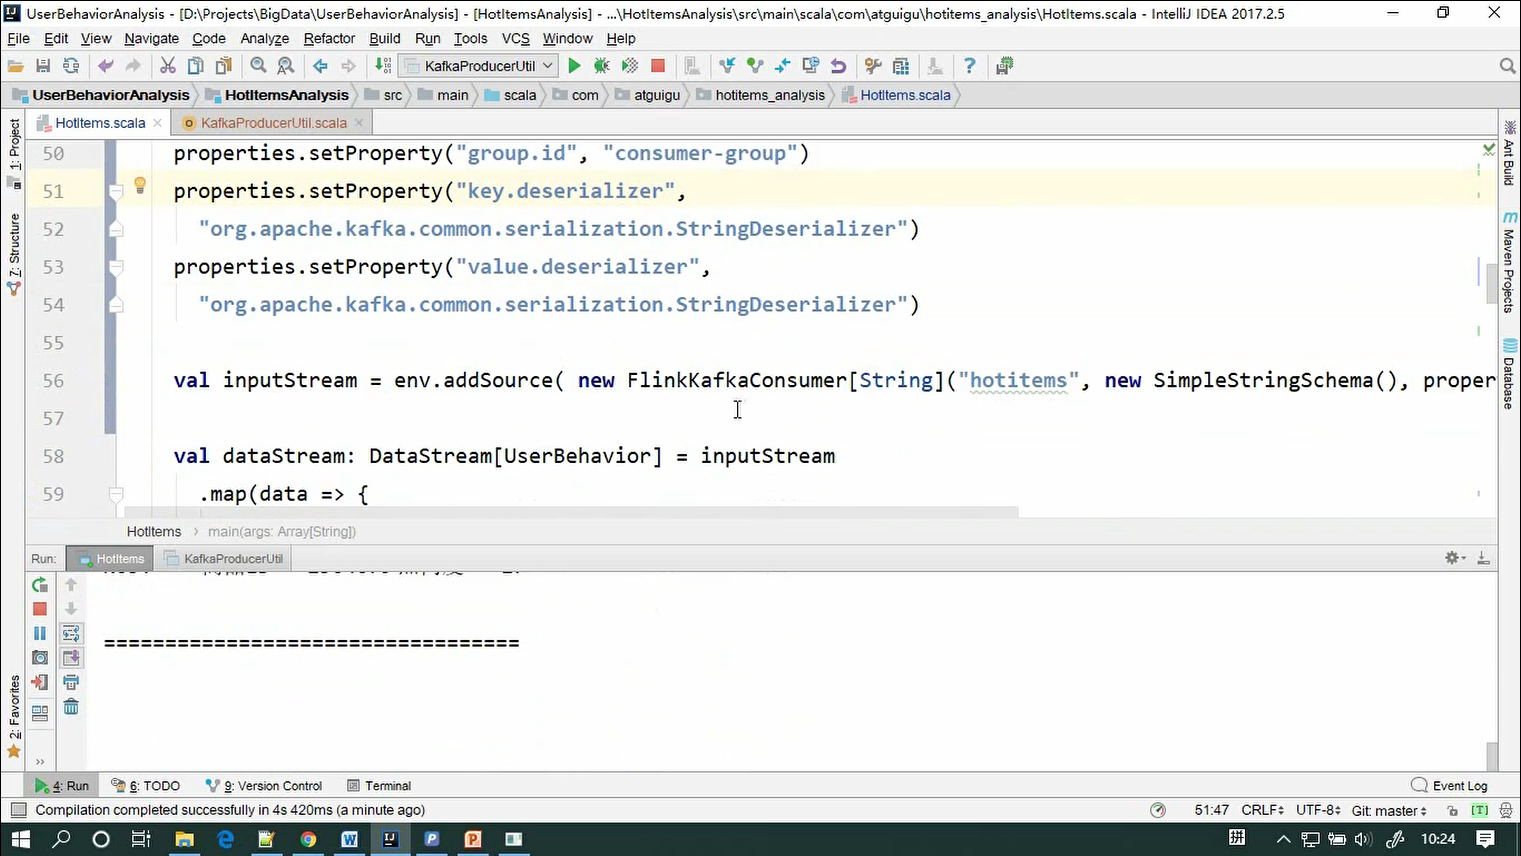 UserBehaviorAnalysis - [D:\Projects\BigData\UserBehaviorAnalysis] - [HotItemsAnalysis] - ...\HotItemsAnalysis\src\main\scala\com\atguigu\hotitems_analysis\HotItems.scala - IntelliJ IDEA 2017.2.5
File Edit View Navigate Code Analyze Refactor Build Run Tools VCS Window Help
KafkaProducerUtil
UserBehaviorAnalysis HotItemsAnalysis src main scala com atguigu hotitems_analysis HotItems.scala
HotItems.scala KafkaProducerUtil.scala
1: Project
7: Structure
2: Favorites
50 properties.setProperty("group.id", "consumer-group")
51 properties.setProperty("key.deserializer",
52 "org.apache.kafka.common.serialization.StringDeserializer")
53 properties.setProperty("value.deserializer",
54 "org.apache.kafka.common.serialization.StringDeserializer")
55
56 val inputStream = env.addSource( new FlinkKafkaConsumer[String]("hotitems", new SimpleStringSchema(), proper
57
58 val dataStream: DataStream[UserBehavior] = inputStream
59 .map(data => {
Ant Build
Maven Projects
Database
HotItems main(args: Array[String])
Run: HotItems KafkaProducerUtil
==================================
4: Run 6: TODO 9: Version Control Terminal Event Log
Compilation completed successfully in 4s 420ms (a minute ago) 51:47 CRLF UTF-8 Git: master [T]
拼 10:24